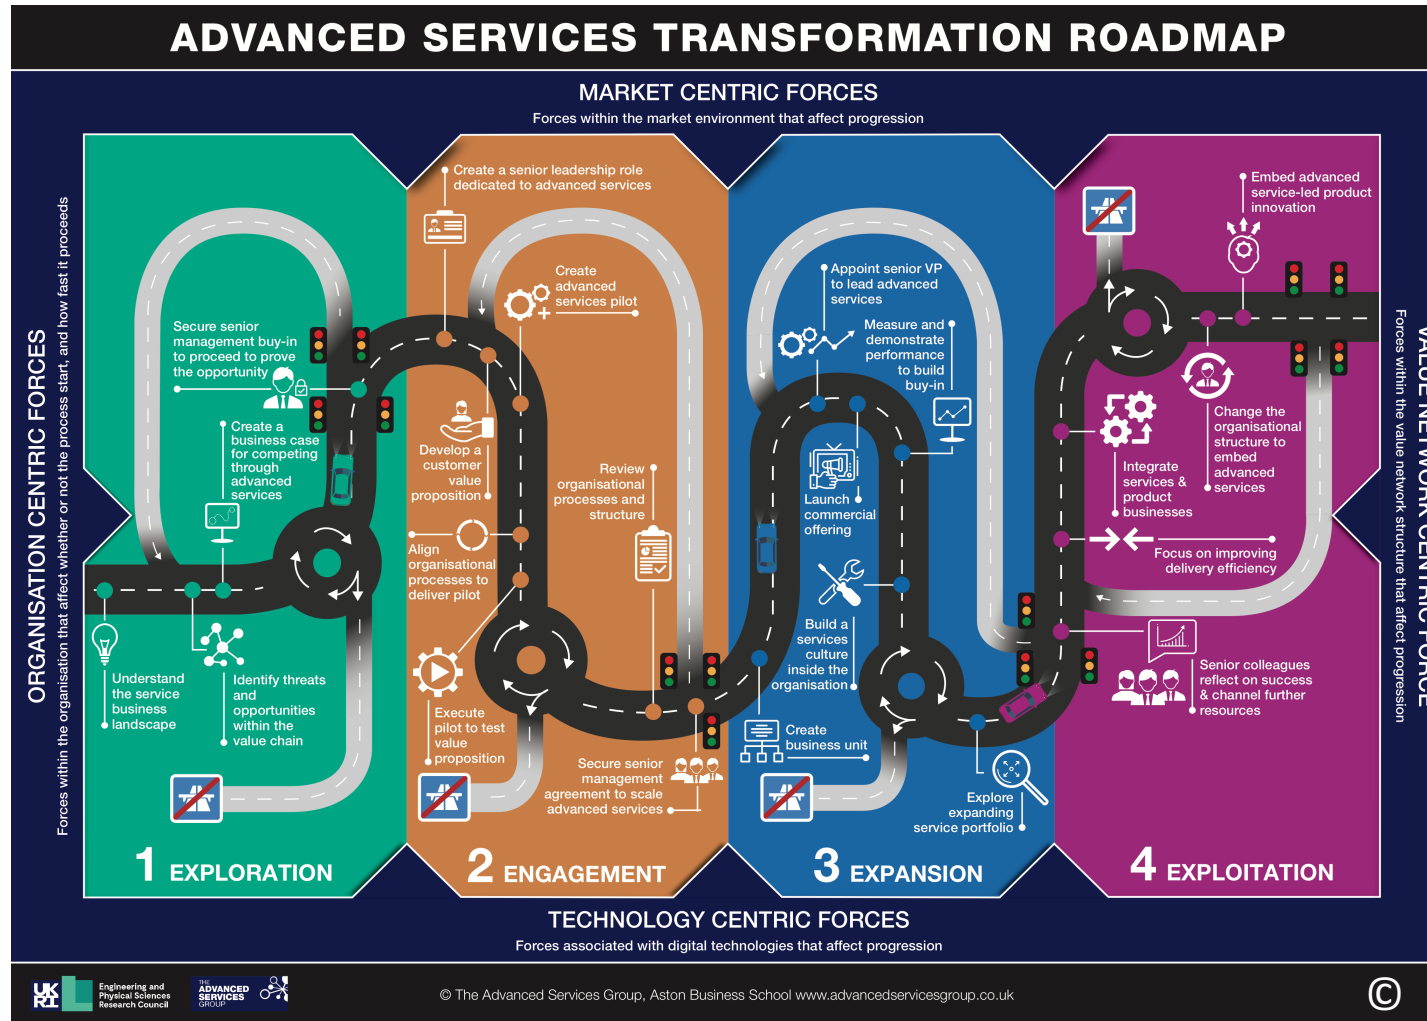 ADVANCED SERVICES TRANSFORMATION ROADMAP
MARKET CENTRIC FORCES
Forces within the market environment that affect progression
ORGANISATION CENTRIC FORCES
Forces within the organisation that affect whether or not the process start, and how fast it proceeds
Secure senior
management buy-in
to proceed to prove
the opportunity
Create a
business case
for competing
through
advanced
services
Understand
the service
business
landscape
Identify threats
and
opportunities
within the
value chain
1 EXPLORATION
Create a senior leadership role
dedicated to advanced services
Create
advanced
services pilot
Develop a
customer
value
proposition
Review
organisational
processes and
structure
Align
organisational
processes to
deliver pilot
Execute
pilot to test
value
proposition
Secure senior
management
agreement to scale
advanced services
2 ENGAGEMENT
Appoint senior VP
to lead advanced
services
Measure and
demonstrate
performance
to build
buy-in
Launch
commercial
offering
Build a
services
culture
inside the
organisation
Create
business unit
Explore
expanding
service portfolio
3 EXPANSION
Embed advanced
service-led product
innovation
Change the
organisational
structure to
embed
advanced
services
Integrate
services &
product
businesses
Focus on improving
delivery efficiency
Senior colleagues
reflect on success
& channel further
resources
4 EXPLOITATION
VALUE NETWORK CENTRIC FORCE
Forces within the value network structure that affect progression
TECHNOLOGY CENTRIC FORCES
Forces associated with digital technologies that affect progression
UK
RI
Engineering and
Physical Sciences
Research Council
THE
ADVANCED
SERVICES
GROUP
© The Advanced Services Group, Aston Business School www.advancedservicesgroup.co.uk
©